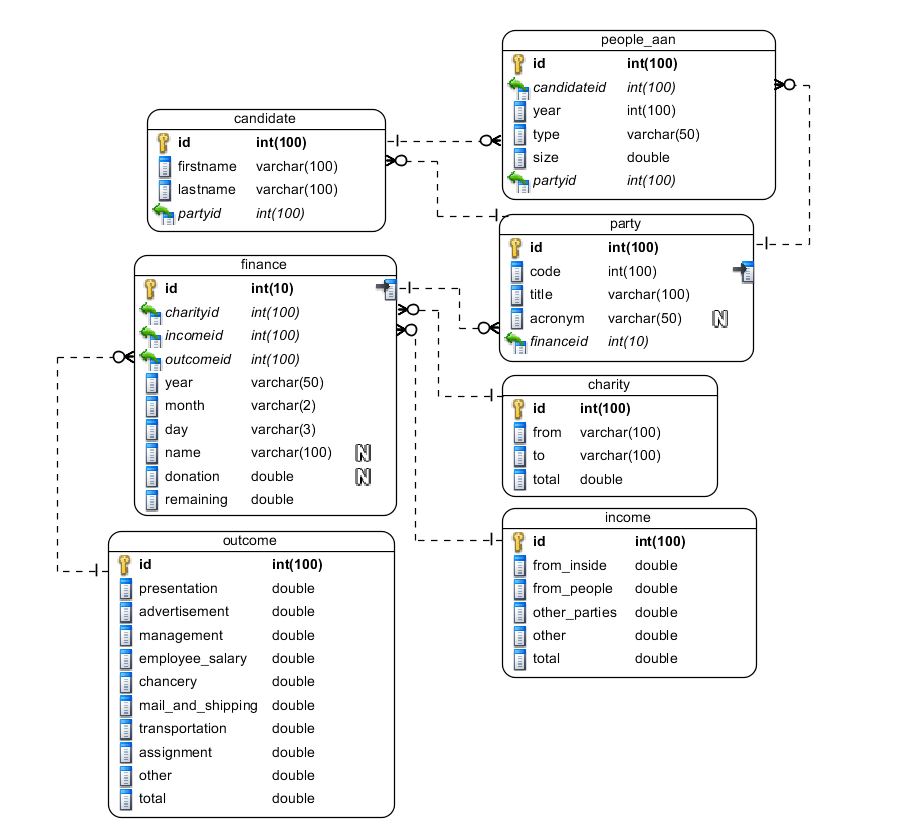 people_aan
id int(100)
candidateid int(100)
year int(100)
type varchar(50)
size double
partyid int(100)
candidate
id int(100)
firstname varchar(100)
lastname varchar(100)
partyid int(100)
party
id int(100)
code int(100)
title varchar(100)
acronym varchar(50) N
financeid int(10)
finance
id int(10)
charityid int(100)
incomeid int(100)
outcomeid int(100)
year varchar(50)
month varchar(2)
day varchar(3)
name varchar(100) N
donation double N
remaining double
charity
id int(100)
from varchar(100)
to varchar(100)
total double
income
id int(100)
from_inside double
from_people double
other_parties double
other double
total double
outcome
id int(100)
presentation double
advertisement double
management double
employee_salary double
chancery double
mail_and_shipping double
transportation double
assignment double
other double
total double